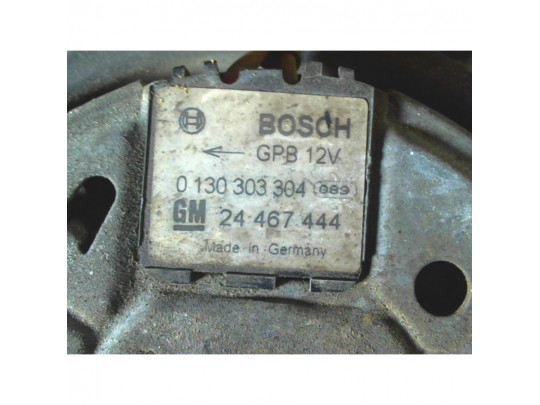 BOSCH
← GPB 12V
0 130 303 304 089
GM 24 467 444
Made in Germany